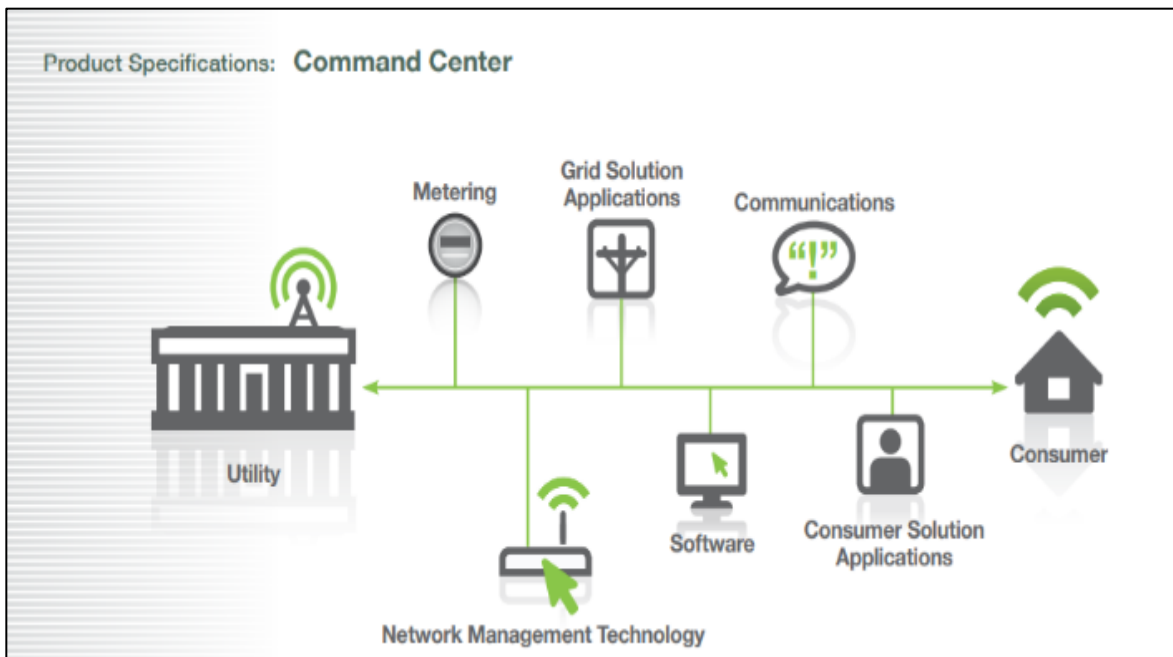 Product Specifications: Command Center
Metering
Grid Solution
Applications
Communications
“!”
Utility
Consumer
Software
Consumer Solution
Applications
Network Management Technology